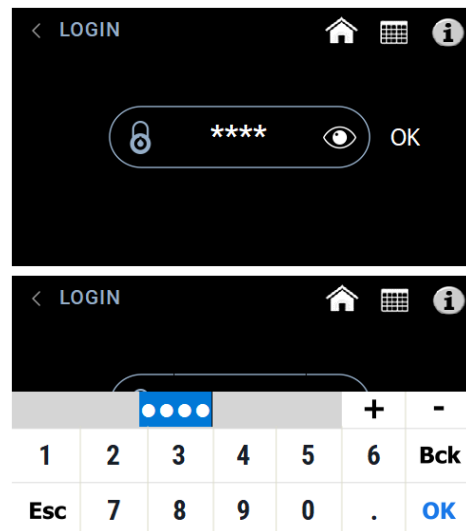 < LOGIN
**** OK
< LOGIN
●●●● + -
1 2 3 4 5 6 Bck
Esc 7 8 9 0 . OK